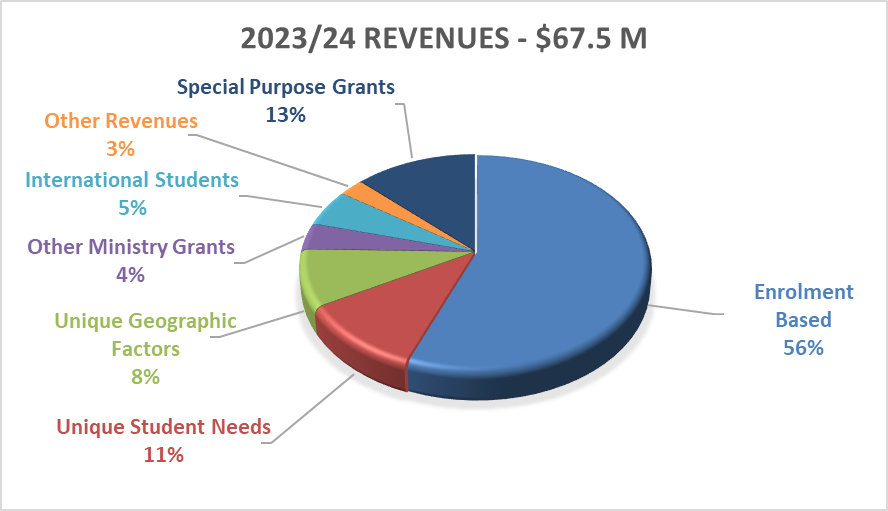 2023/24 REVENUES - $67.5 M
Special Purpose Grants
13%
Other Revenues
3%
International Students
5%
Other Ministry Grants
4%
Unique Geographic
Factors
8%
Unique Student Needs
11%
Enrolment
Based
56%